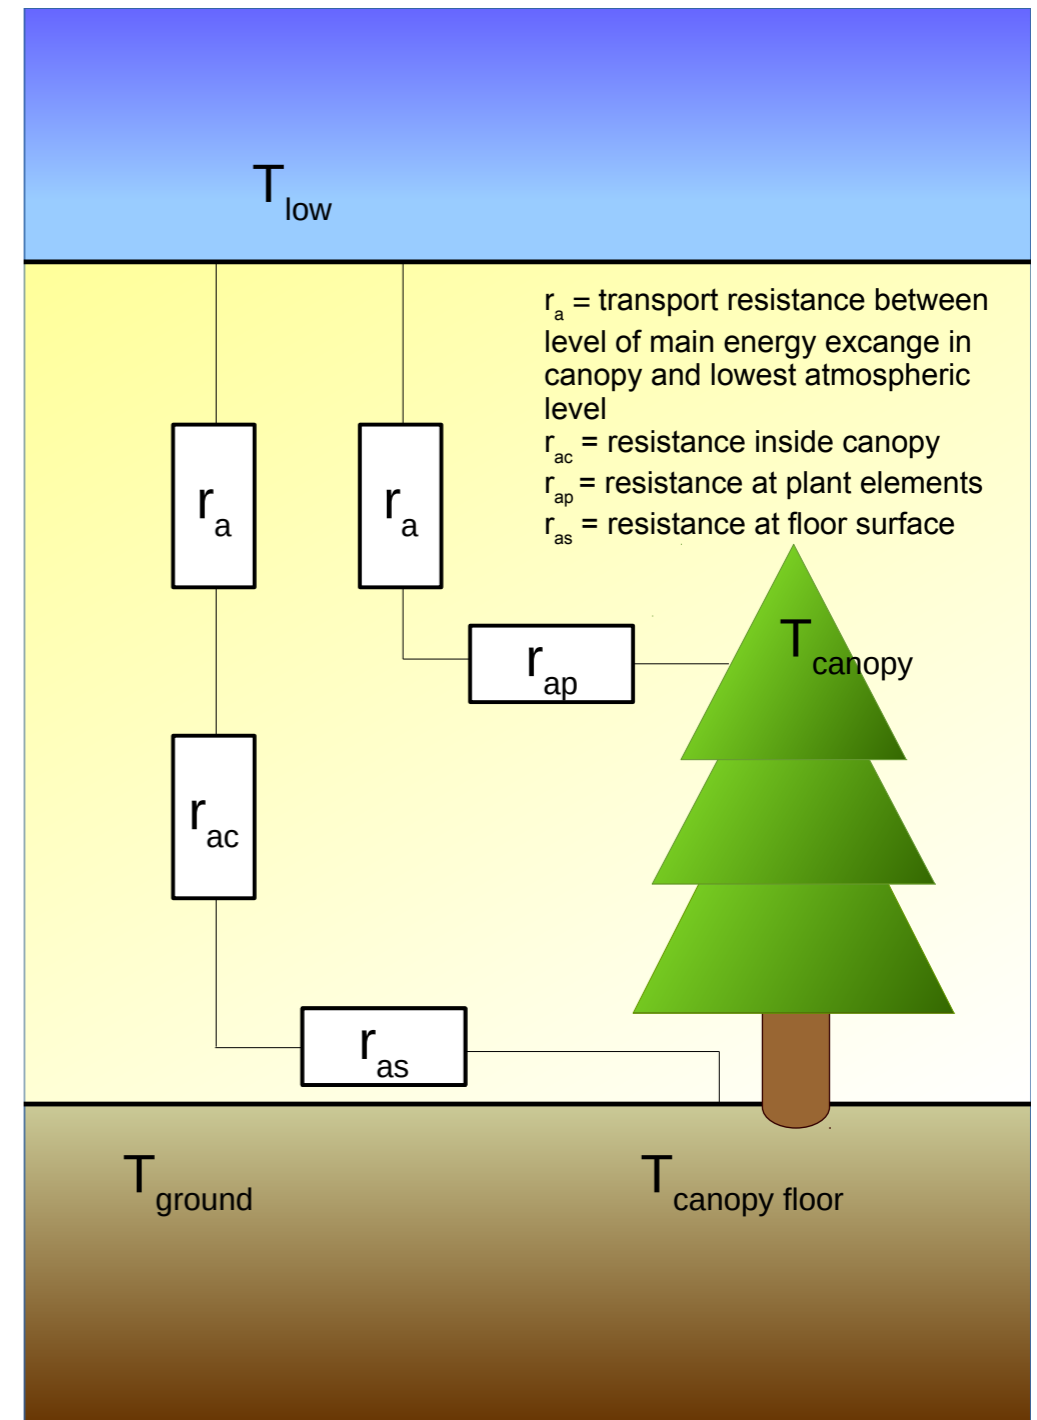 T low
r a = transport resistance between
level of main energy excange in
canopy and lowest atmospheric
level
r ac = resistance inside canopy
r ap = resistance at plant elements
r as = resistance at floor surface
r a
r a
T canopy
r ap
r ac
r as
T ground
T canopy floor